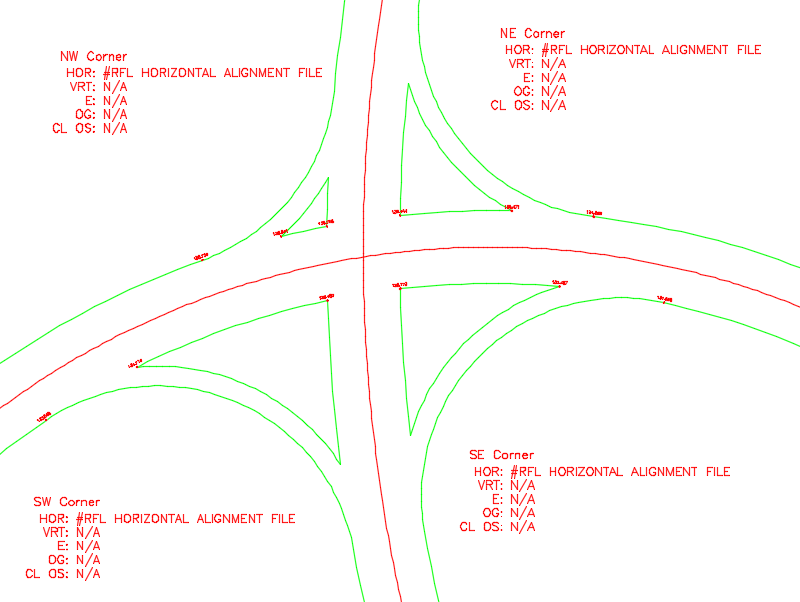 NW Corner
HOR: #RFL HORIZONTAL ALIGNMENT FILE
VRT: N/A
E: N/A
OG: N/A
CL OS: N/A
NE Corner
HOR: #RFL HORIZONTAL ALIGNMENT FILE
VRT: N/A
E: N/A
OG: N/A
CL OS: N/A
SW Corner
HOR: #RFL HORIZONTAL ALIGNMENT FILE
VRT: N/A
E: N/A
OG: N/A
CL OS: N/A
SE Corner
HOR: #RFL HORIZONTAL ALIGNMENT FILE
VRT: N/A
E: N/A
OG: N/A
CL OS: N/A